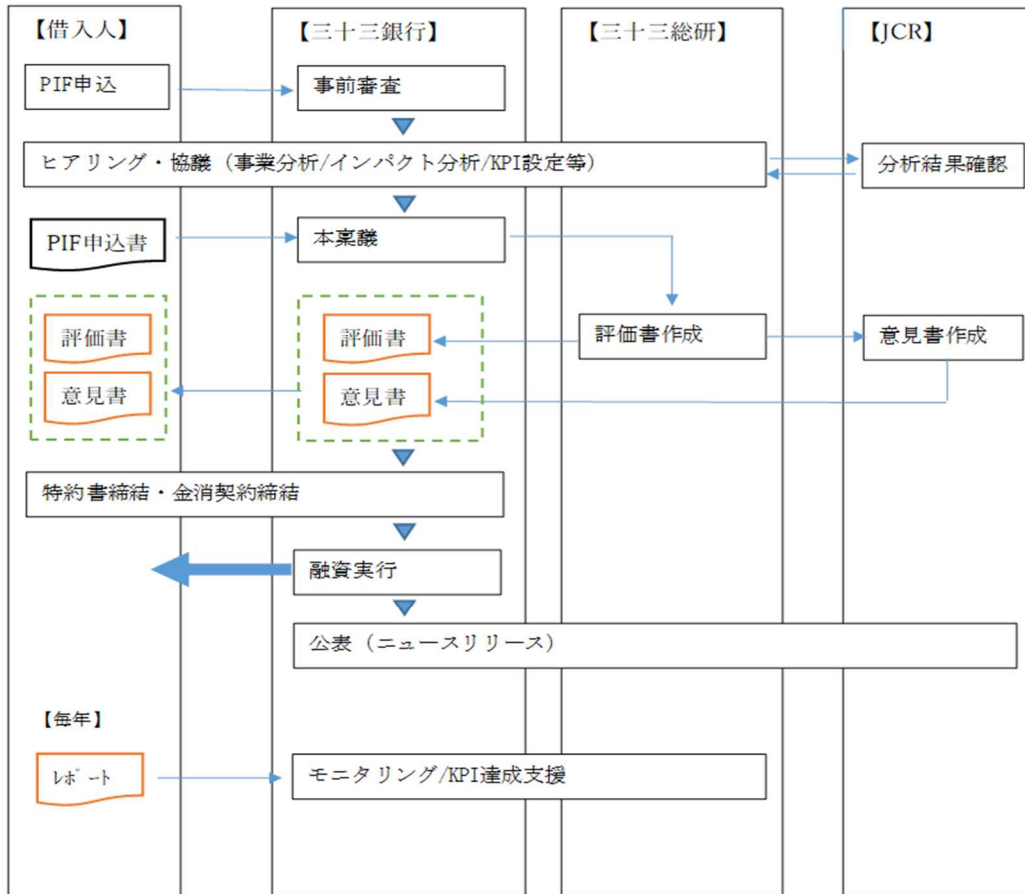 【借入人】
【三十三銀行】
【三十三総研】
【JCR】
PIF申込
事前審査
ヒアリング・協議（事業分析/インパクト分析/KPI設定等）
分析結果確認
PIF申込書
本稟議
評価書
評価書
評価書作成
意見書作成
意見書
意見書
特約書締結・金消契約締結
融資実行
公表（ニュースリリース）
【毎年】
ﾚﾎﾟｰﾄ
モニタリング/KPI達成支援